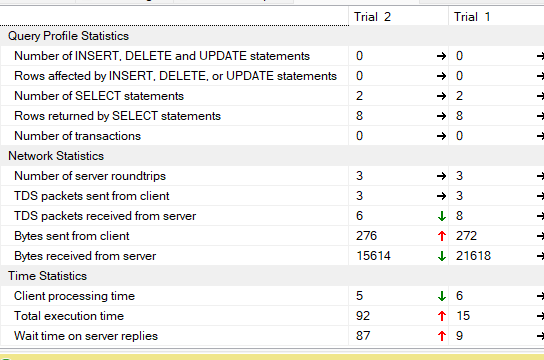 Trial 2 Trial 1
Query Profile Statistics
Number of INSERT, DELETE and UPDATE statements 0 → 0 →
Rows affected by INSERT, DELETE, or UPDATE statements 0 → 0 →
Number of SELECT statements 2 → 2 →
Rows returned by SELECT statements 8 → 8 →
Number of transactions 0 → 0 →
Network Statistics
Number of server roundtrips 3 → 3 →
TDS packets sent from client 3 → 3 →
TDS packets received from server 6 ↓ 8 →
Bytes sent from client 276 ↑ 272 →
Bytes received from server 15614 ↓ 21618 →
Time Statistics
Client processing time 5 ↓ 6 →
Total execution time 92 ↑ 15 →
Wait time on server replies 87 ↑ 9 →